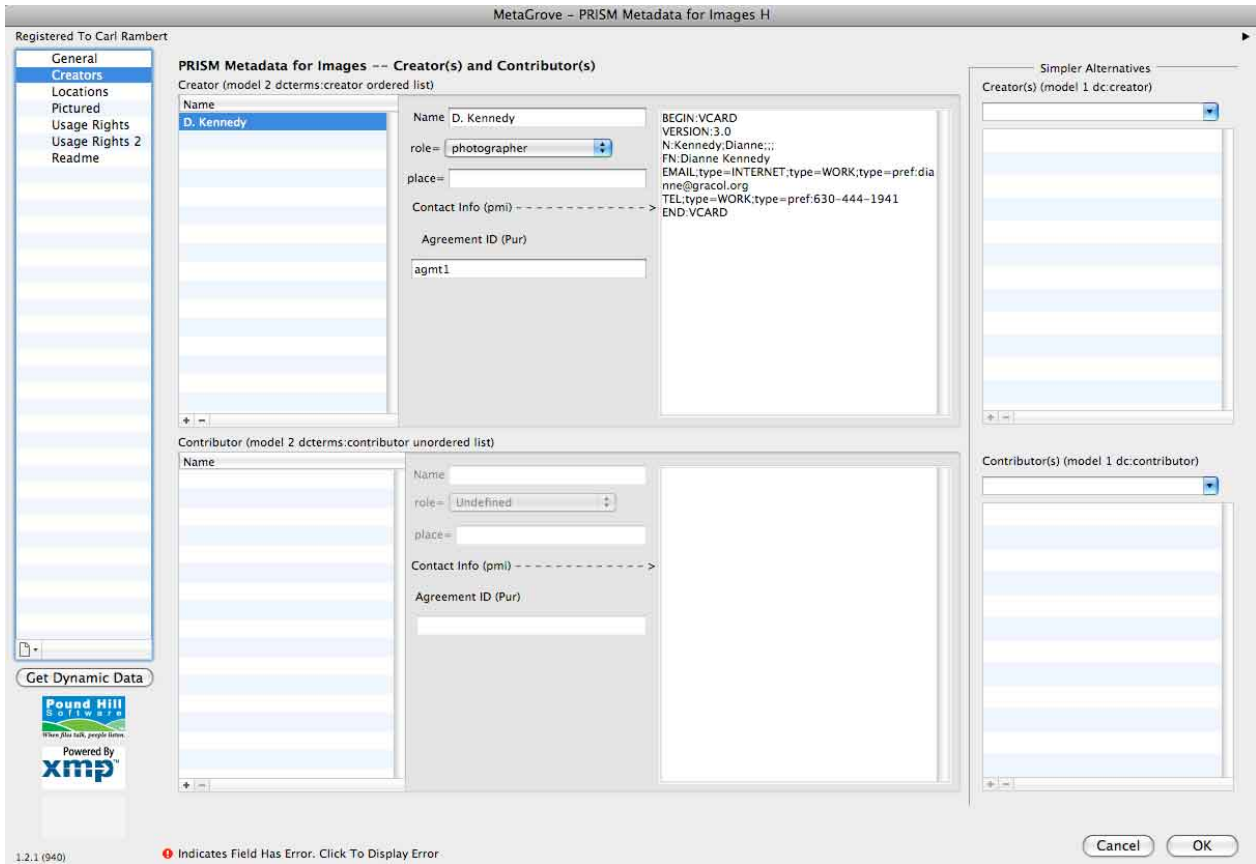 MetaGrove - PRISM Metadata for Images H
Registered To Carl Rambert
General
Creators
Locations
Pictured
Usage Rights
Usage Rights 2
Readme
Get Dynamic Data
Pound Hill
Software
When files talk, people listen.
Powered By
xmp™
1.2.1 (940)
PRISM Metadata for Images -- Creator(s) and Contributor(s)
Creator (model 2 dcterms:creator ordered list)
Name
D. Kennedy
Name D. Kennedy
role= photographer
place=
Contact Info (pmi) - - - - - - - - - - - - - >
Agreement ID (Pur)
agmt1
BEGIN:VCARD
VERSION:3.0
N:Kennedy;Dianne;;;
FN:Dianne Kennedy
EMAIL;type=INTERNET;type=WORK;type=pref:dia
nne@gracol.org
TEL;type=WORK;type=pref:630-444-1941
END:VCARD
+ -
Contributor (model 2 dcterms:contributor unordered list)
Name
Name
role= Undefined
place=
Contact Info (pmi) - - - - - - - - - - - - - >
Agreement ID (Pur)
+ -
Simpler Alternatives
Creator(s) (model 1 dc:creator)
+ -
Contributor(s) (model 1 dc:contributor)
+ -
! Indicates Field Has Error. Click To Display Error
Cancel
OK